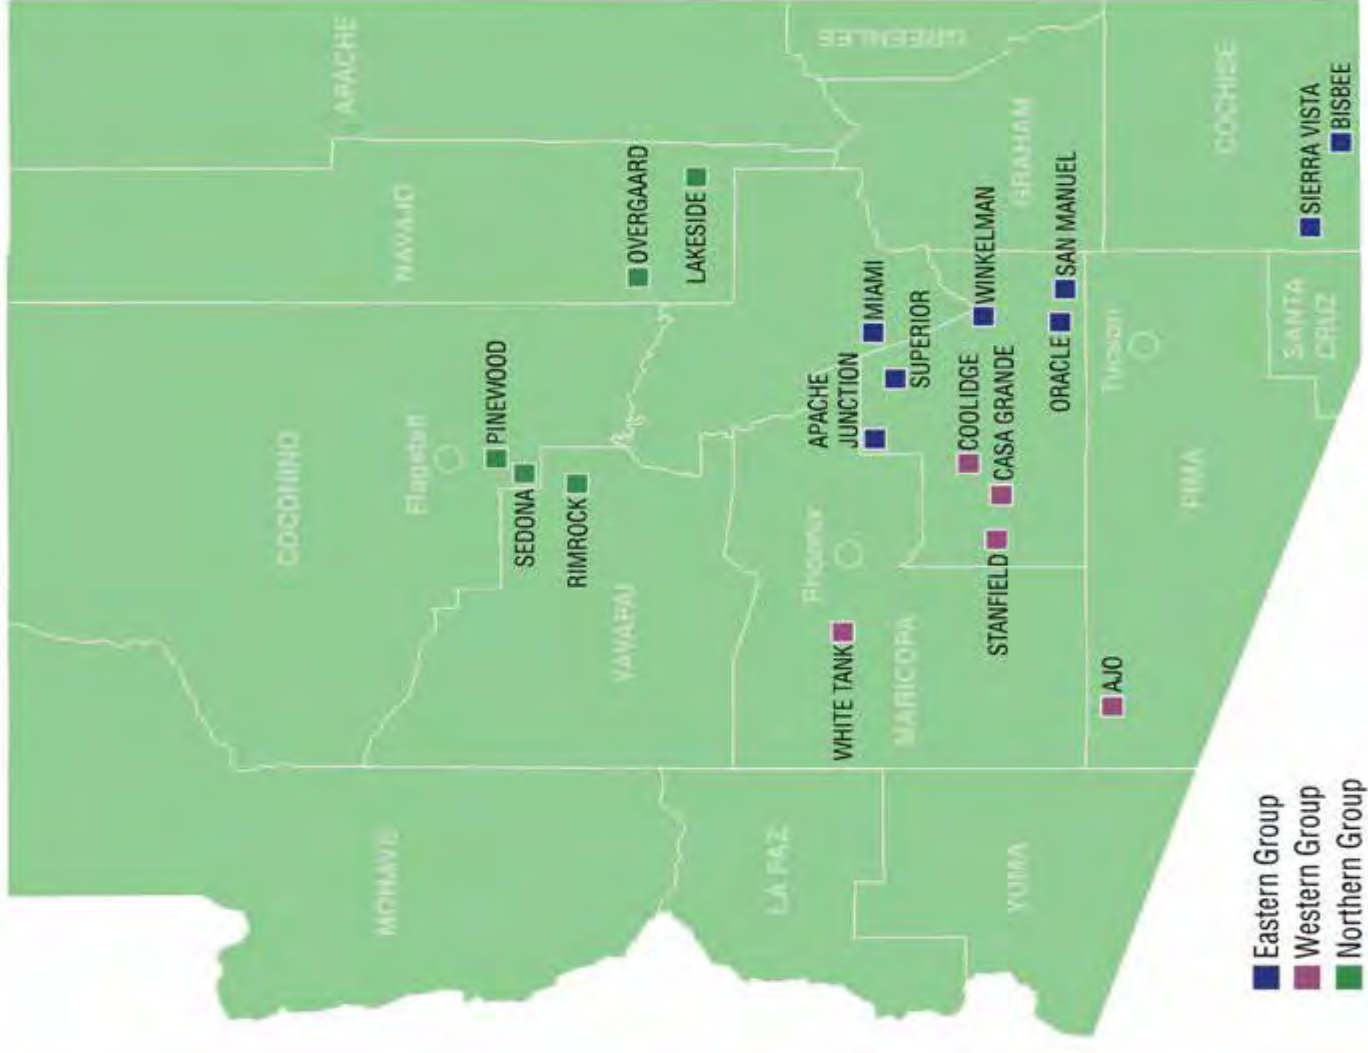 COCONINO
APACHE
MOHAVE
NAVAJO
Flagstaff
PINEWOOD
SEDONA
RIMROCK
YAVAPAI
OVERGAARD
LAKESIDE
LA PAZ
Phoenix
APACHE
JUNCTION
WHITE TANK
MIAMI
GREENLEE
MARICOPA
SUPERIOR
COOLIDGE
WINKELMAN
STANFIELD
CASA GRANDE
YUMA
GRAHAM
ORACLE
SAN MANUEL
Tucson
AJO
PIMA
COCHISE
SANTA
CRUZ
SIERRA VISTA
BISBEE
Eastern Group
Western Group
Northern Group